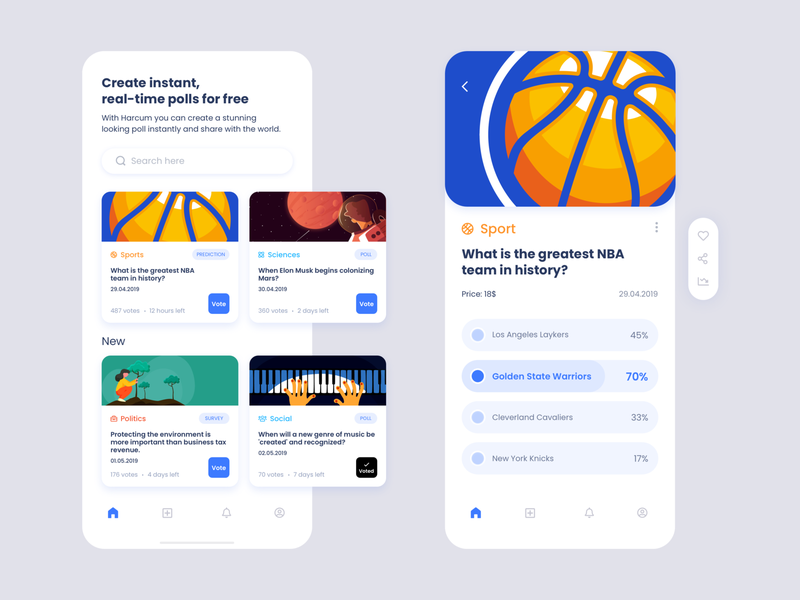 Create instant,
real-time polls for free
With Harcum you can create a stunning
looking poll instantly and share with the world.
Search here
Sports
PREDICTION
What is the greatest NBA
team in history?
29.04.2019
487 votes • 12 hours left
Vote
Sciences
POLL
When Elon Musk begins colonizing
Mars?
30.04.2019
360 votes • 2 days left
Vote
New
Politics
SURVEY
Protecting the environment is
more important than business tax
revenue.
01.05.2019
176 votes • 4 days left
Vote
Social
POLL
When will a new genre of music be
'created' and recognized?
02.05.2019
70 votes • 7 days left
Voted
Sport
What is the greatest NBA
team in history?
Price: 18$
29.04.2019
Los Angeles Laykers 45%
Golden State Warriors 70%
Cleverland Cavaliers 33%
New York Knicks 17%